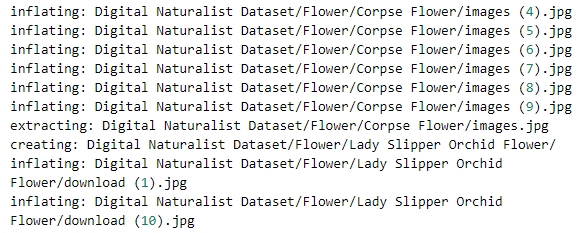 inflating: Digital Naturalist Dataset/Flower/Corpse Flower/images (4).jpg
inflating: Digital Naturalist Dataset/Flower/Corpse Flower/images (5).jpg
inflating: Digital Naturalist Dataset/Flower/Corpse Flower/images (6).jpg
inflating: Digital Naturalist Dataset/Flower/Corpse Flower/images (7).jpg
inflating: Digital Naturalist Dataset/Flower/Corpse Flower/images (8).jpg
inflating: Digital Naturalist Dataset/Flower/Corpse Flower/images (9).jpg
extracting: Digital Naturalist Dataset/Flower/Corpse Flower/images.jpg
creating: Digital Naturalist Dataset/Flower/Lady Slipper Orchid Flower/
inflating: Digital Naturalist Dataset/Flower/Lady Slipper Orchid
Flower/download (1).jpg
inflating: Digital Naturalist Dataset/Flower/Lady Slipper Orchid
Flower/download (10).jpg